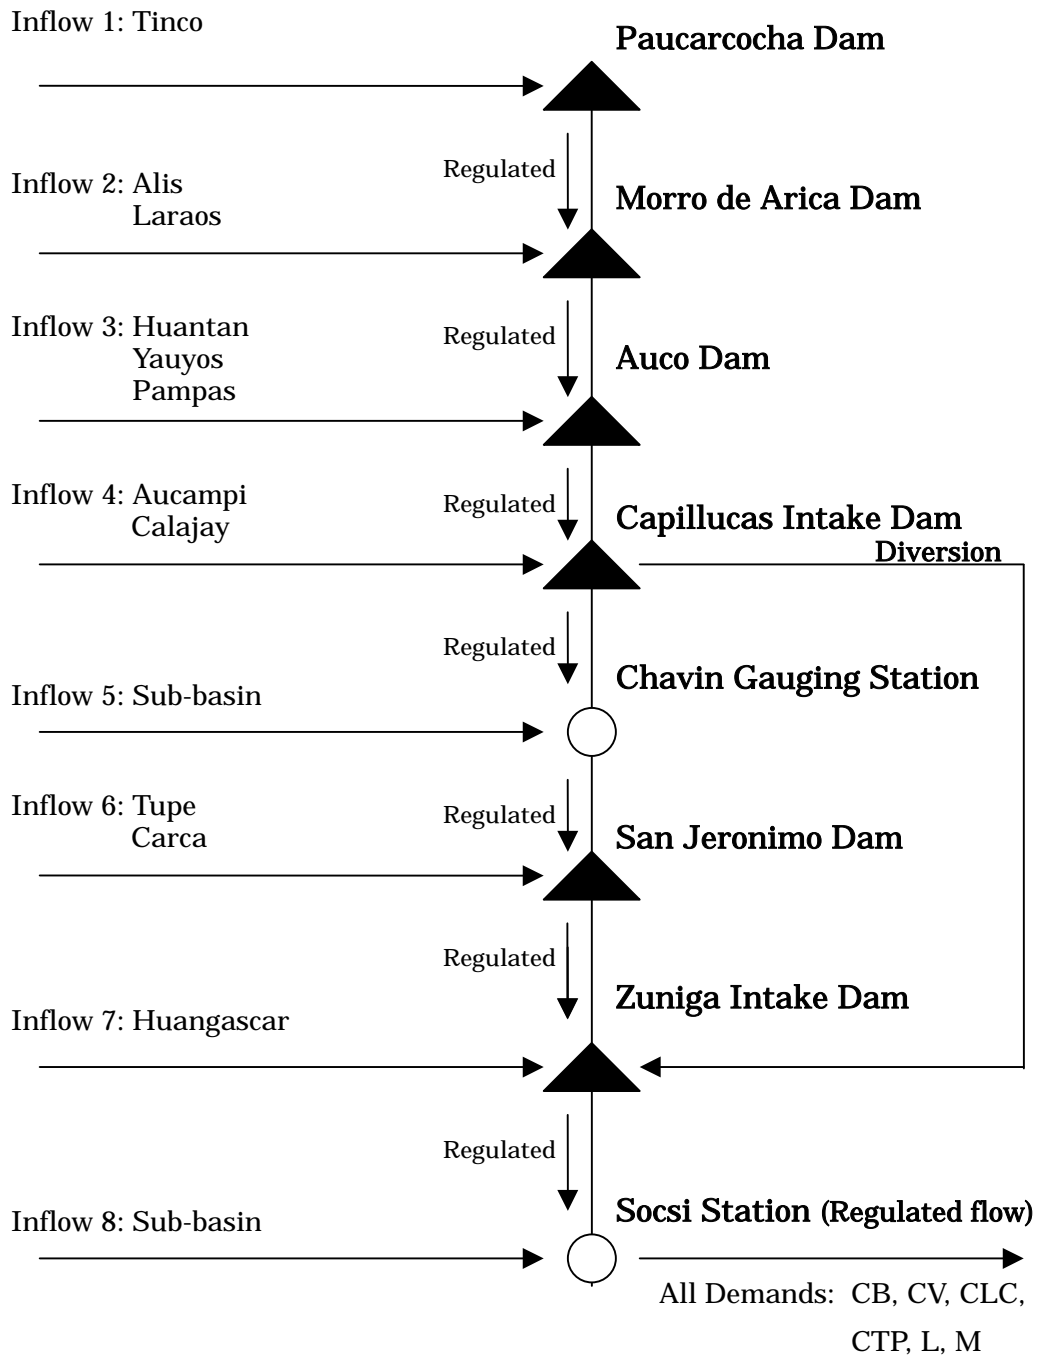 Inflow 1: Tinco
Paucarcocha Dam
Regulated
Inflow 2: Alis
Laraos
Morro de Arica Dam
Inflow 3: Huantan
Yauyos
Pampas
Regulated
Auco Dam
Inflow 4: Aucampi
Calajay
Regulated
Capillucas Intake Dam
Diversion
Regulated
Inflow 5: Sub-basin
Chavin Gauging Station
Inflow 6: Tupe
Carca
Regulated
San Jeronimo Dam
Regulated
Inflow 7: Huangascar
Zuniga Intake Dam
Regulated
Inflow 8: Sub-basin
Socsi Station (Regulated flow)
All Demands: CB, CV, CLC,
CTP, L, M